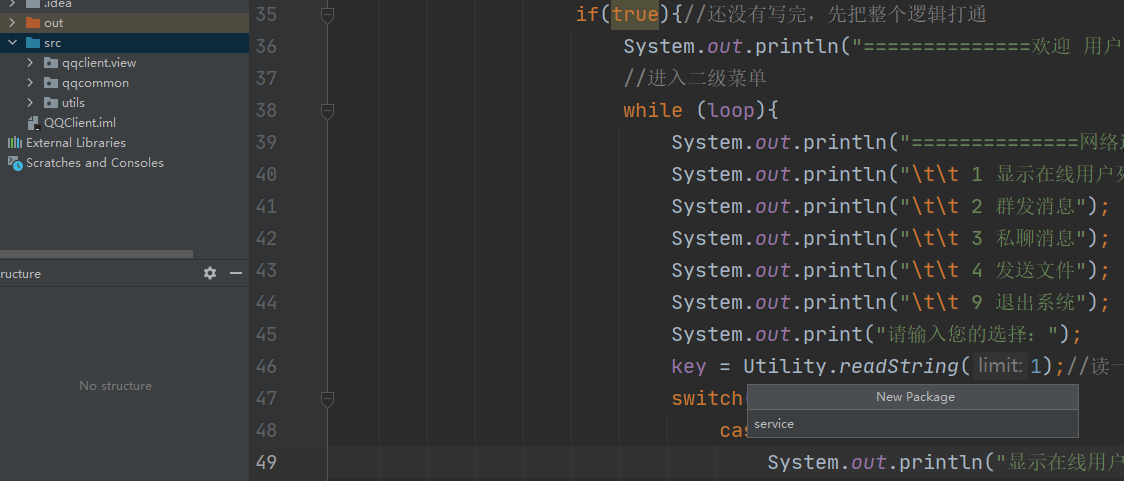 .idea
out
src
qqclient.view
qqcommon
utils
QQClient.iml
External Libraries
Scratches and Consoles
ructure
No structure
35 if(true){//还没有写完，先把整个逻辑打通
36 System.out.println("==============欢迎 用户
37 //进入二级菜单
38 while (loop){
39 System.out.println("==============网络
40 System.out.println("\t\t 1 显示在线用户
41 System.out.println("\t\t 2 群发消息");
42 System.out.println("\t\t 3 私聊消息");
43 System.out.println("\t\t 4 发送文件");
44 System.out.println("\t\t 9 退出系统");
45 System.out.print("请输入您的选择：");
46 key = Utility.readString( limit: 1);//读一
47 switch
48 cas
49 System.out.println("显示在线用户
New Package
service